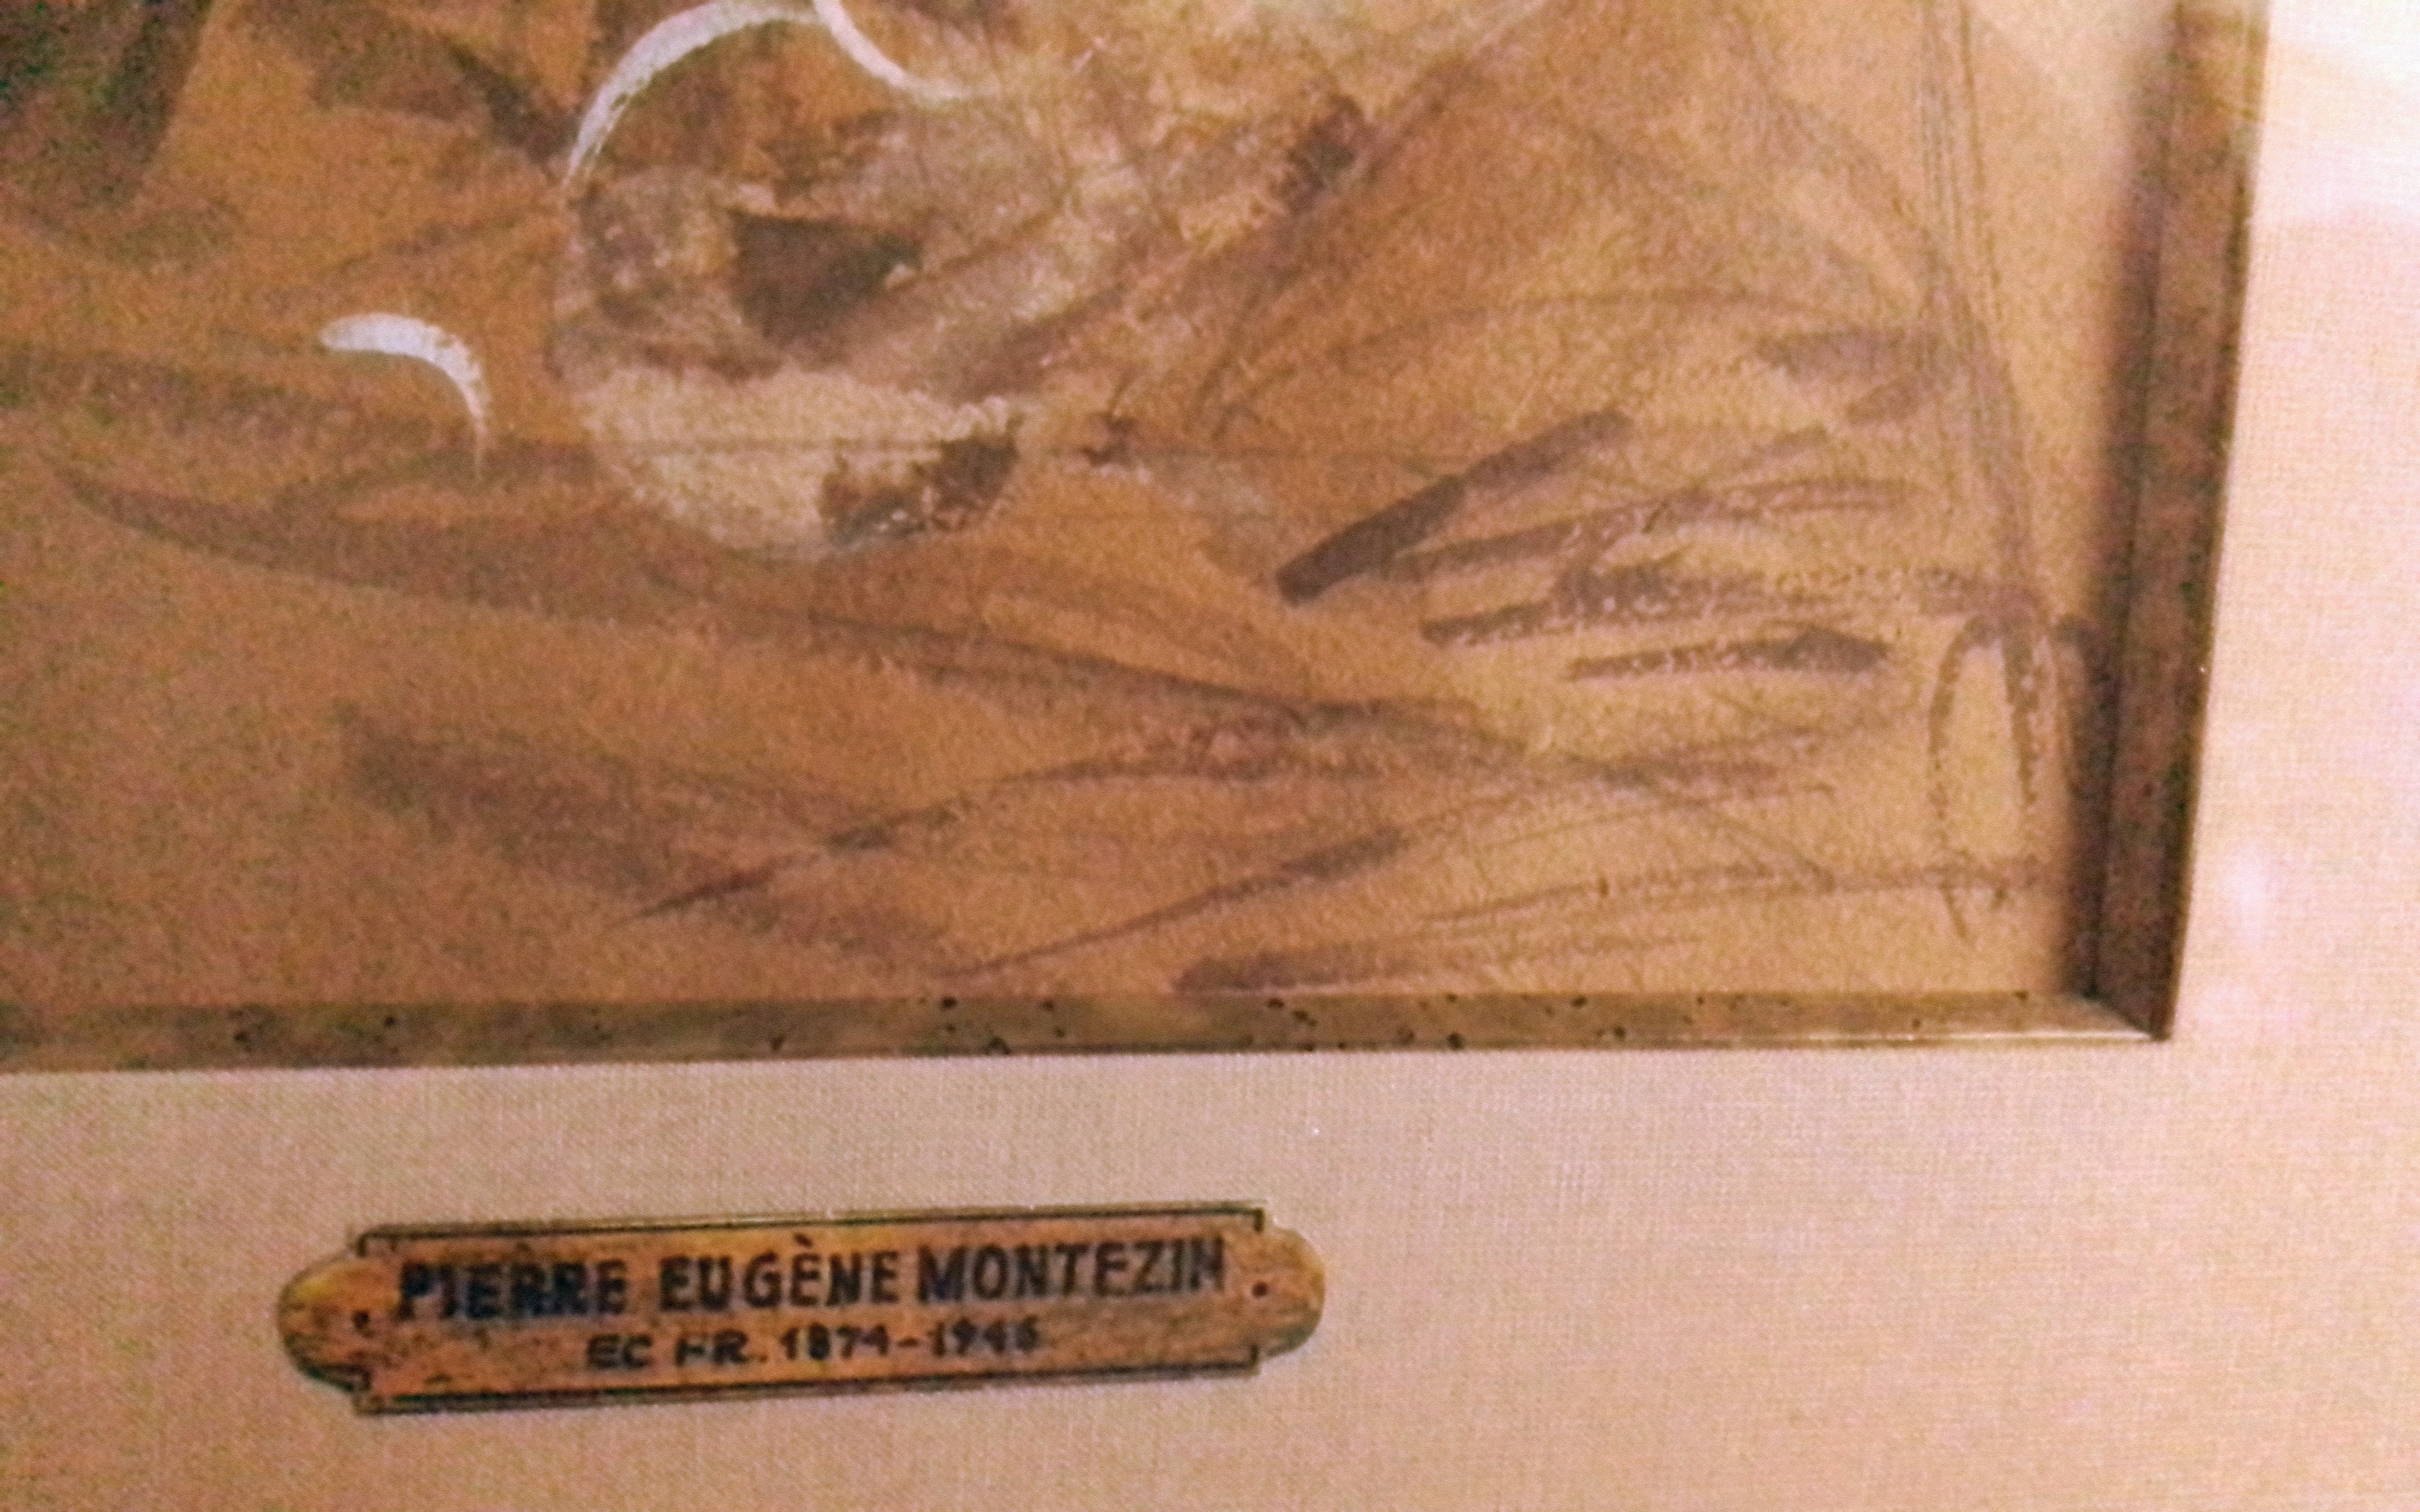 PIERRE EUGÈNE MONTEZIN
EC FR. 1874-1946